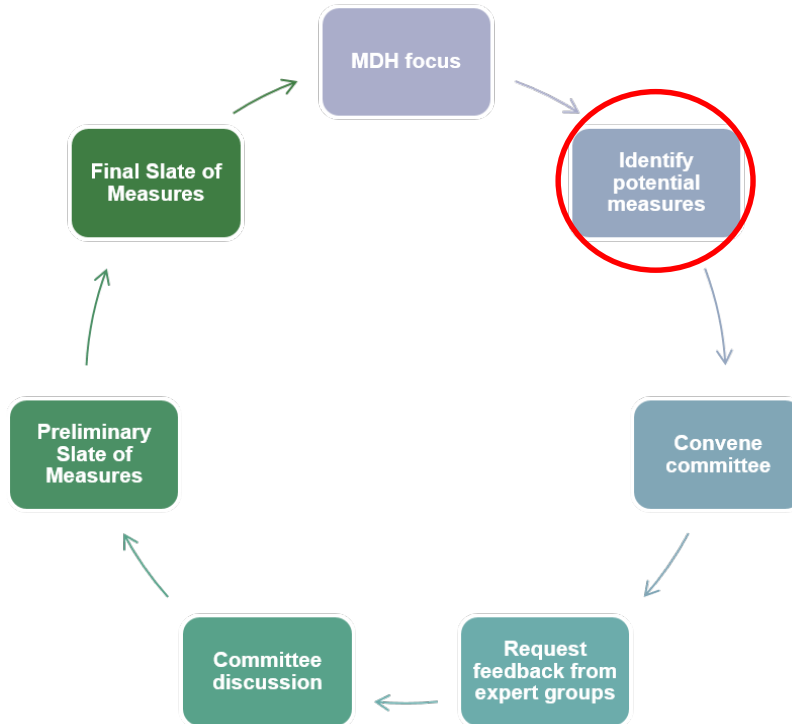 MDH focus
Identify
potential
measures
Convene
committee
Request
feedback from
expert groups
Committee
discussion
Preliminary
Slate of
Measures
Final Slate of
Measures